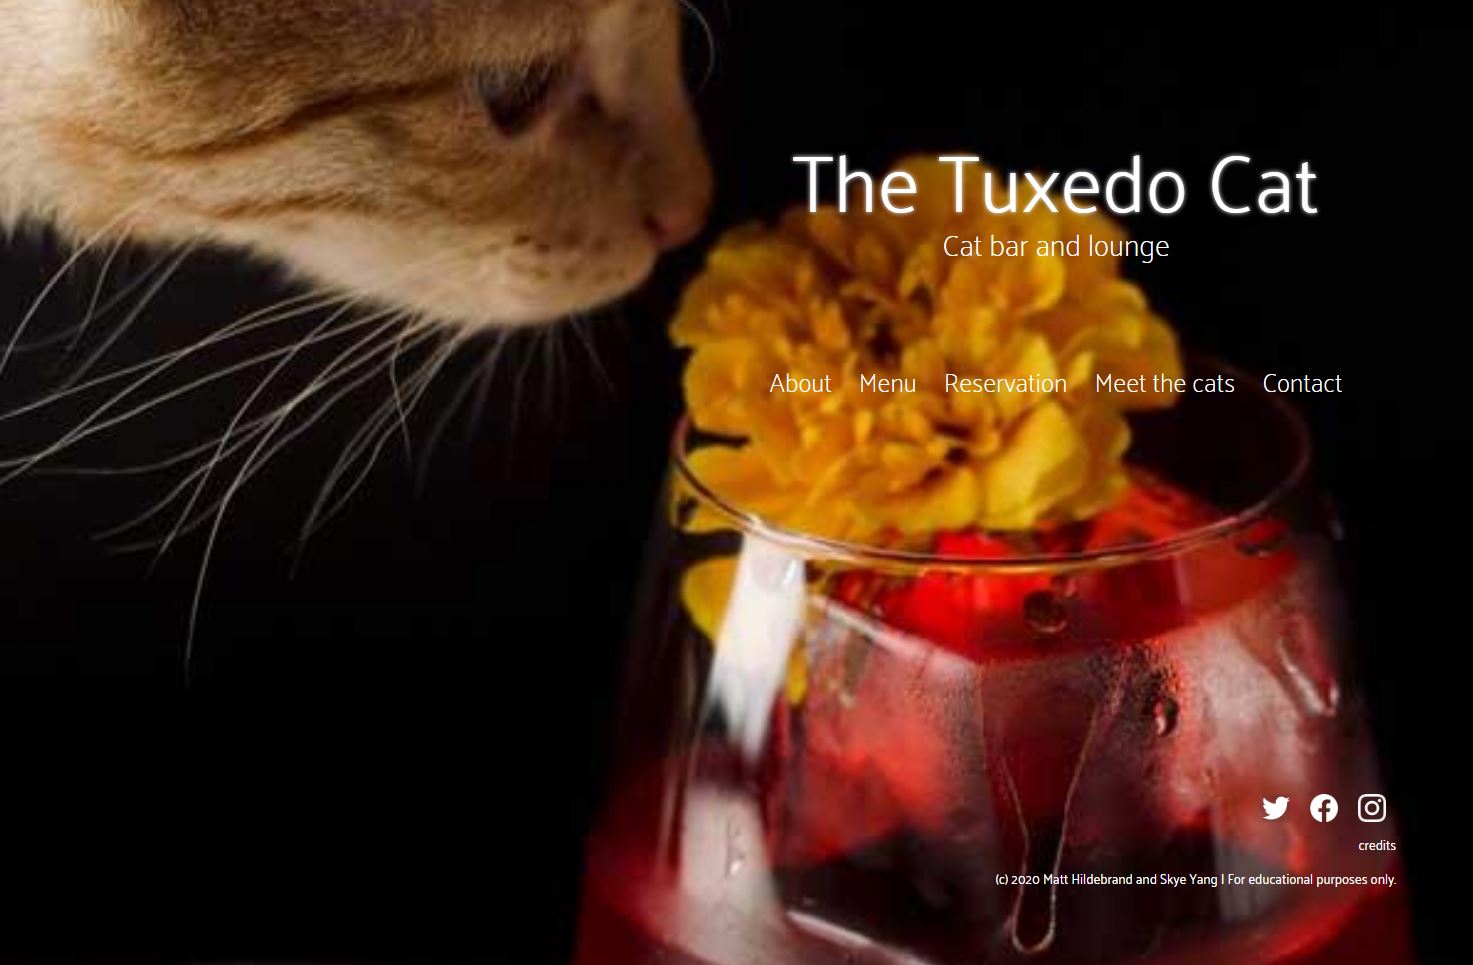 The Tuxedo Cat
Cat bar and lounge
About Menu Reservation Meet the cats Contact
credits
(c) 2020 Matt Hildebrand and Skye Yang | For educational purposes only.